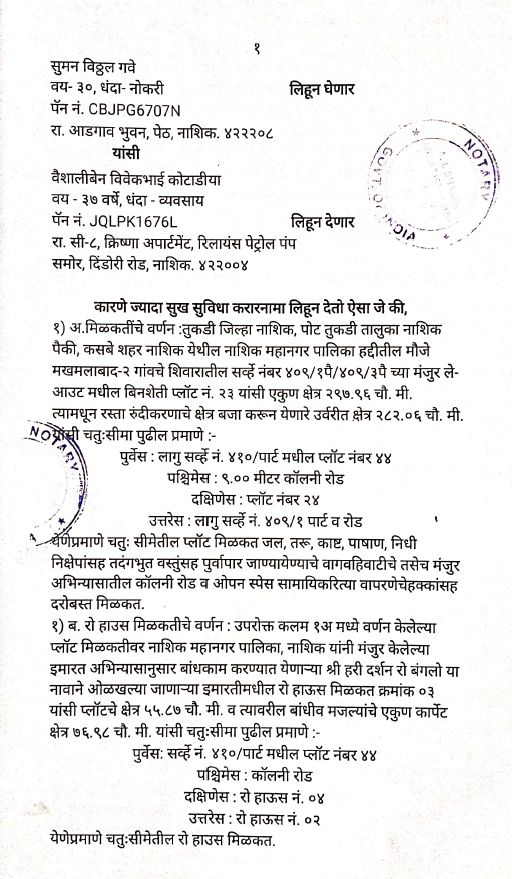 १
सुमन विठ्ठल गवे
वय- ३०, धंदा- नोकरी लिहून घेणार
पॅन नं. CBJPG6707N
रा. आडगाव भुवन, पेठ, नाशिक. ४२२२०८
यांसी
वैशालीबेन विवेकभाई कोटाडीया
वय - ३७ वर्षे, धंदा - व्यवसाय
पॅन नं. JQLPK1676L लिहून देणार
रा. सी-८, क्रिष्णा अपार्टमेंट, रिलायंस पेट्रोल पंप
समोर, दिंडोरी रोड, नाशिक. ४२२००४
NOTARY
GOVT. OF INDIA
कारणे ज्यादा सुख सुविधा करारनामा लिहून देतो ऐसा जे की,
१) अ.मिळकतींचे वर्णन :तुकडी जिल्हा नाशिक, पोट तुकडी तालुका नाशिक
पैकी, कसबे शहर नाशिक येथील नाशिक महानगर पालिका हद्दीतील मौजे
मखमलाबाद-२ गांवचे शिवारातील सर्व्हे नंबर ४०९/१पै/४०९/३पै च्या मंजुर ले-
आउट मधील बिनशेती प्लॉट नं. २३ यांसी एकुण क्षेत्र २९७.९६ चौ. मी.
त्यामधून रस्ता रुंदीकरणाचे क्षेत्र बजा करून येणारे उर्वरीत क्षेत्र २८२.०६ चौ. मी.
यांसी चतुःसीमा पुढील प्रमाणे :-
NOTARY
पुर्वेस : लागु सर्व्हे नं. ४१०/पार्ट मधील प्लॉट नंबर ४४
पश्चिमेस : ९.०० मीटर कॉलनी रोड
दक्षिणेस : प्लॉट नंबर २४
उत्तरेस : लागु सर्व्हे नं. ४०९/१ पार्ट व रोड
येणेप्रमाणे चतुः सीमेतील प्लॉट मिळकत जल, तरू, काष्ट, पाषाण, निधी
निक्षेपांसह तदंगभुत वस्तुंसह पुर्वापार जाण्यायेण्याचे वागवहिवाटीचे तसेच मंजुर
अभिन्यासातील कॉलनी रोड व ओपन स्पेस सामायिकरित्या वापरणेचेहक्कांसह
दरोबस्त मिळकत.
१) ब. रो हाउस मिळकतीचे वर्णन : उपरोक्त कलम १अ मध्ये वर्णन केलेल्या
प्लॉट मिळकतीवर नाशिक महानगर पालिका, नाशिक यांनी मंजुर केलेल्या
इमारत अभिन्यासानुसार बांधकाम करण्यात येणाऱ्या श्री हरी दर्शन रो बंगलो या
नावाने ओळखल्या जाणाऱ्या इमारतीमधील रो हाऊस मिळकत क्रमांक ०३
यांसी प्लॉटचे क्षेत्र ५५.८७ चौ. मी. व त्यावरील बांधीव मजल्यांचे एकुण कार्पेट
क्षेत्र ७६.९८ चौ. मी. यांसी चतुःसीमा पुढील प्रमाणे :-
पुर्वेस: सर्व्हे नं. ४१०/पार्ट मधील प्लॉट नंबर ४४
पश्चिमेस : कॉलनी रोड
दक्षिणेस : रो हाऊस नं. ०४
उत्तरेस : रो हाऊस नं. ०२
येणेप्रमाणे चतुःसीमेतील रो हाउस मिळकत.